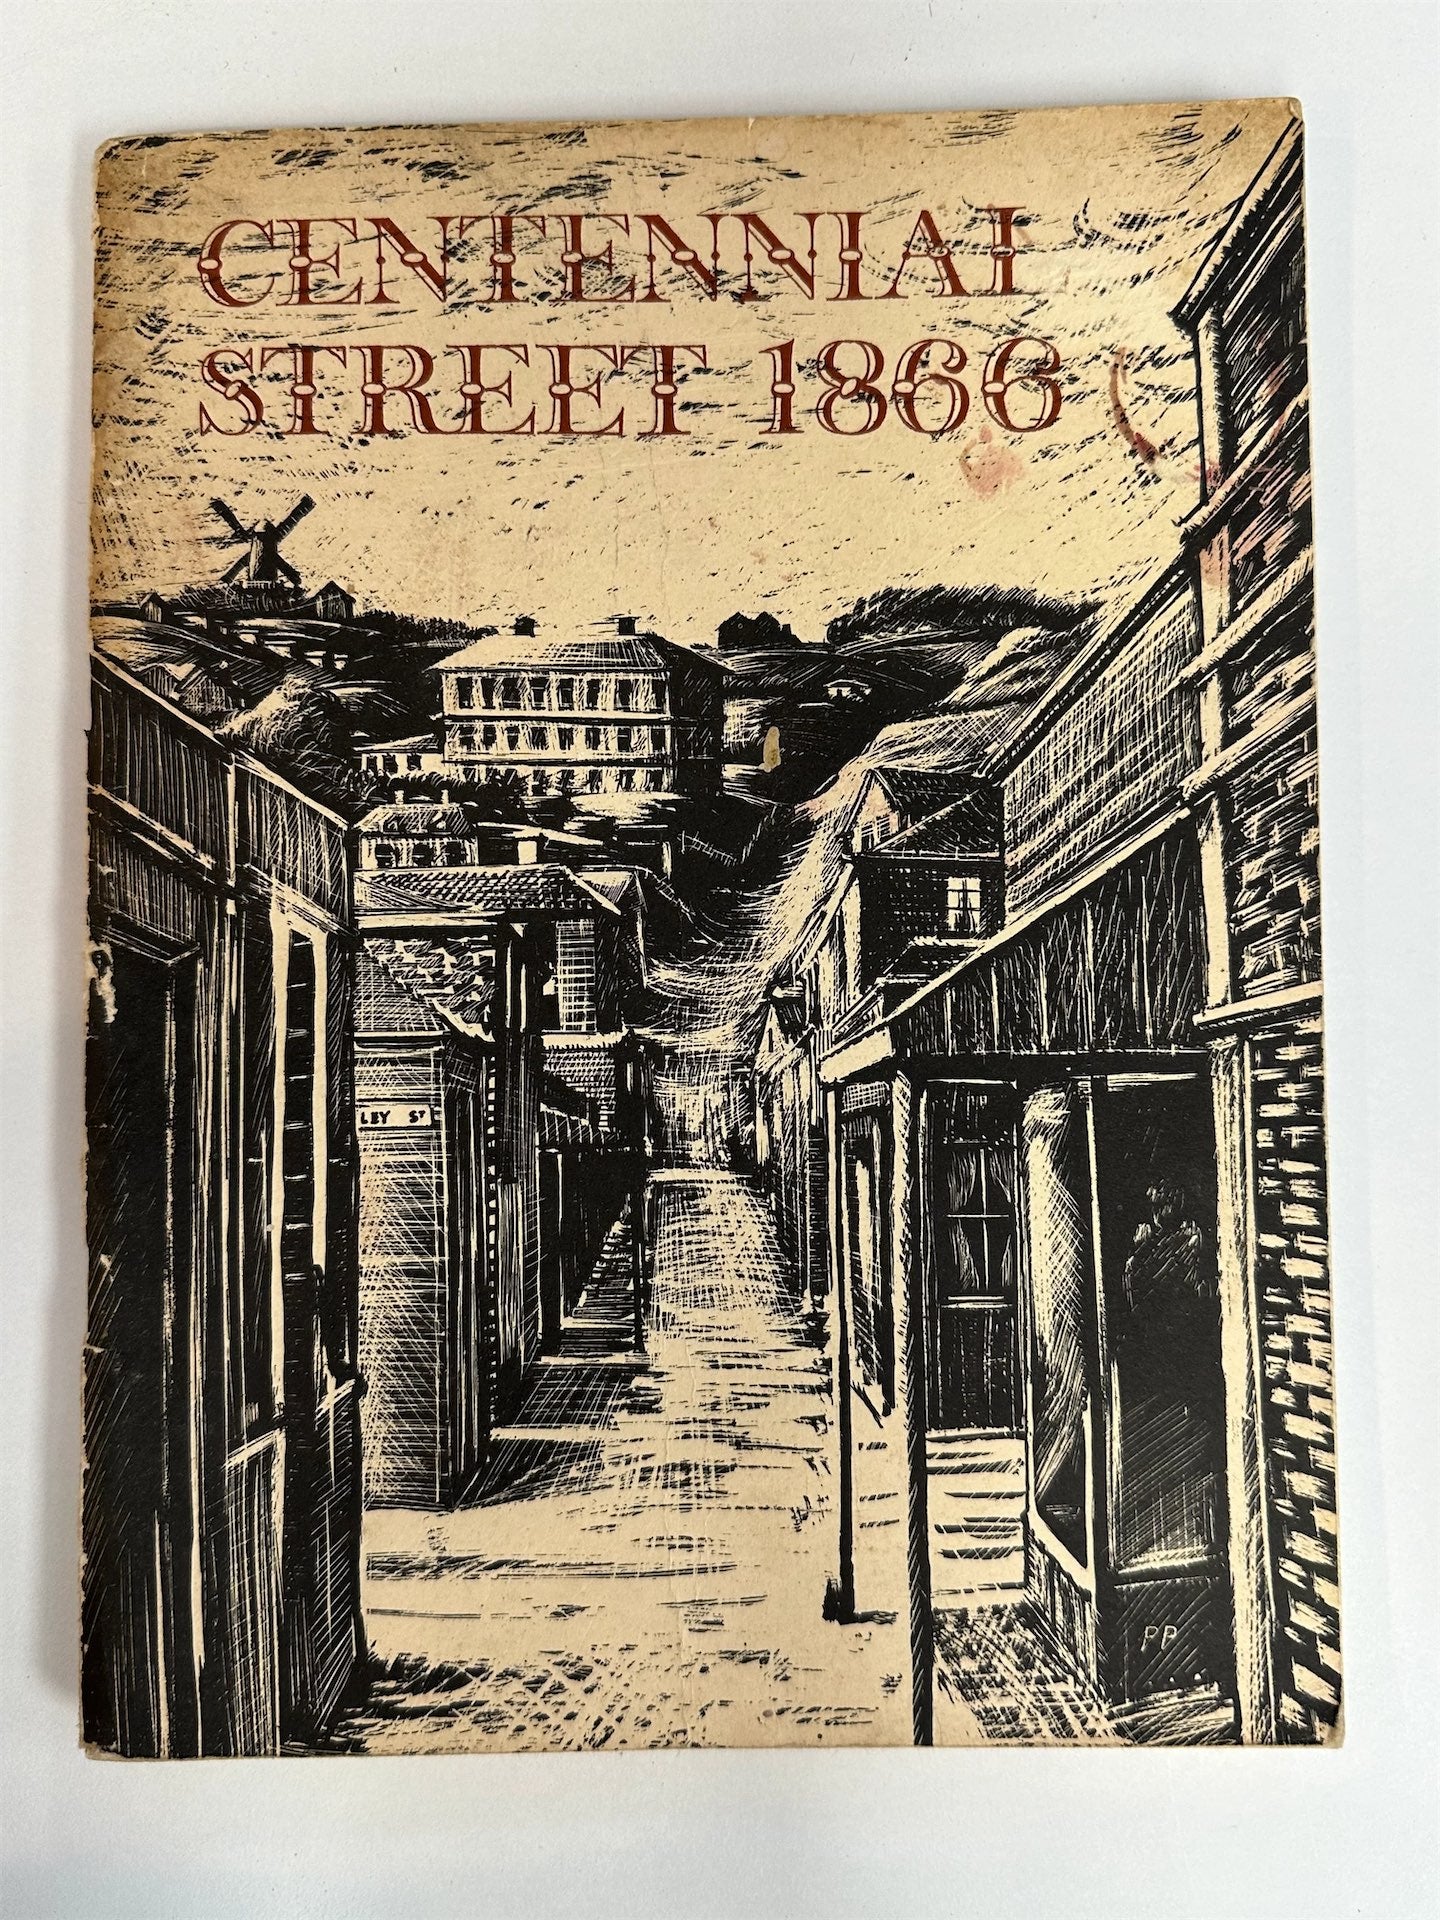 CENTENNIAL
STREET 1866
LEY ST
PP